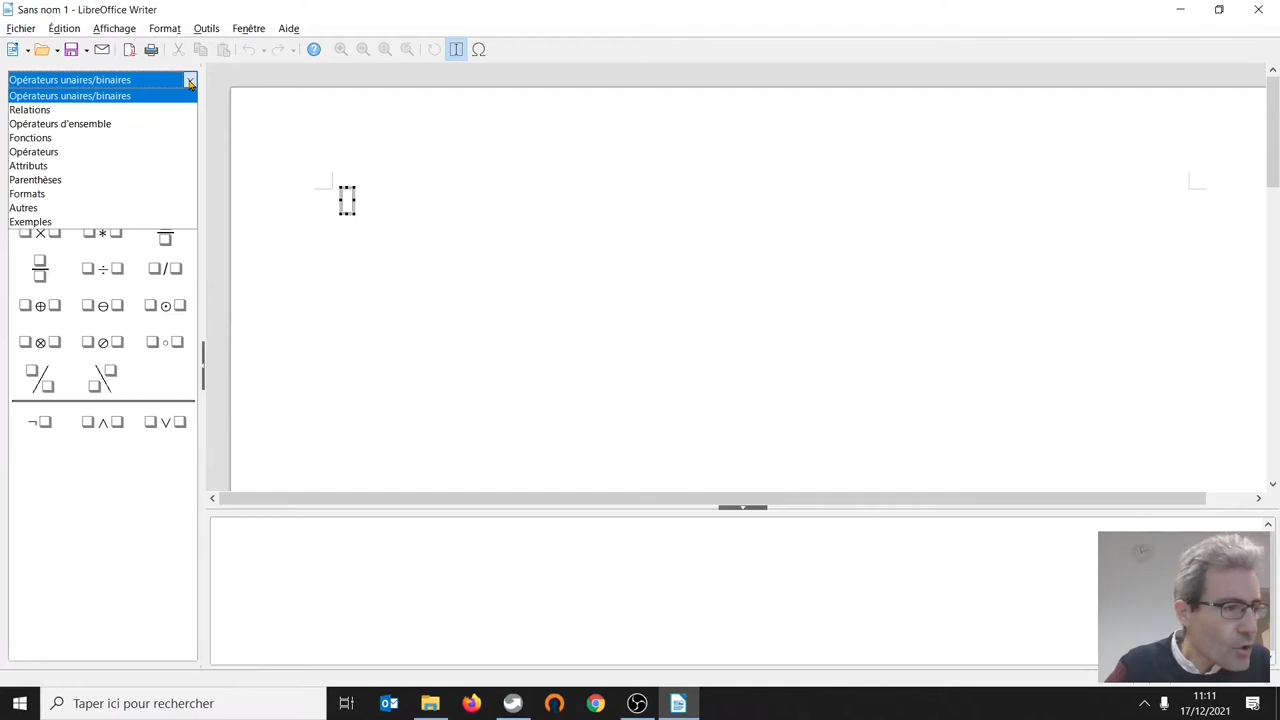 Sans nom 1 - LibreOffice Writer
Fichier Édition Affichage Format Outils Fenêtre Aide
Opérateurs unaires/binaires
Opérateurs unaires/binaires
Relations
Opérateurs d'ensemble
Fonctions
Opérateurs
Attributs
Parenthèses
Formats
Autres
Exemples
Taper ici pour rechercher
11:11
17/12/2021